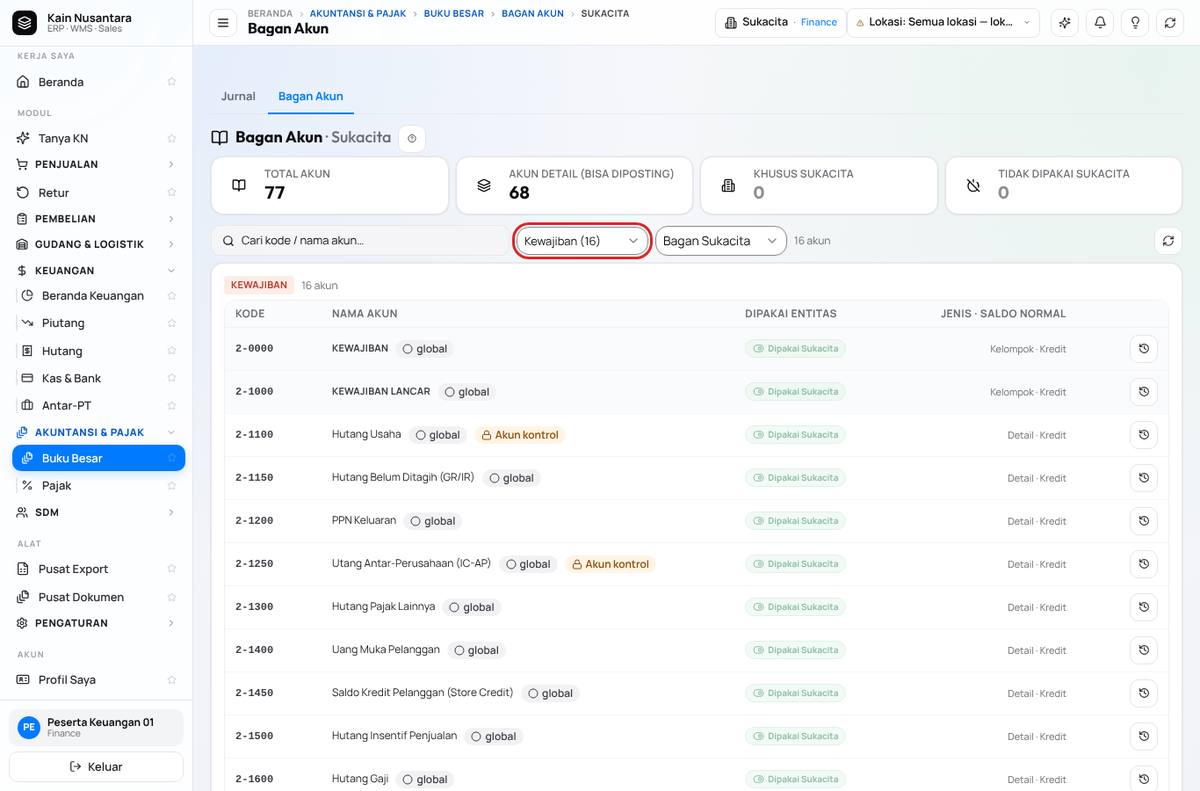 Kain Nusantara
ERP · WMS · Sales
KERJA SAYA
Beranda
MODUL
Tanya KN
PENJUALAN
Retur
PEMBELIAN
GUDANG & LOGISTIK
KEUANGAN
Beranda Keuangan
Piutang
Hutang
Kas & Bank
Antar-PT
AKUNTANSI & PAJAK
Buku Besar
Pajak
SDM
ALAT
Pusat Export
Pusat Dokumen
PENGATURAN
AKUN
Profil Saya
PE
Peserta Keuangan 01
Finance
Keluar
BERANDA › AKUNTANSI & PAJAK › BUKU BESAR › BAGAN AKUN › SUKACITA
Bagan Akun
Sukacita · Finance
Lokasi: Semua lokasi — lok...
Jurnal
Bagan Akun
Bagan Akun · Sukacita
TOTAL AKUN
77
AKUN DETAIL (BISA DIPOSTING)
68
KHUSUS SUKACITA
0
TIDAK DIPAKAI SUKACITA
0
Cari kode / nama akun...
Kewajiban (16)
Bagan Sukacita
16 akun
KEWAJIBAN 16 akun
KODE NAMA AKUN DIPAKAI ENTITAS JENIS · SALDO NORMAL
2-0000 KEWAJIBAN global Dipakai Sukacita Kelompok · Kredit
2-1000 KEWAJIBAN LANCAR global Dipakai Sukacita Kelompok · Kredit
2-1100 Hutang Usaha global Akun kontrol Dipakai Sukacita Detail · Kredit
2-1150 Hutang Belum Ditagih (GR/IR) global Dipakai Sukacita Detail · Kredit
2-1200 PPN Keluaran global Dipakai Sukacita Detail · Kredit
2-1250 Utang Antar-Perusahaan (IC-AP) global Akun kontrol Dipakai Sukacita Detail · Kredit
2-1300 Hutang Pajak Lainnya global Dipakai Sukacita Detail · Kredit
2-1400 Uang Muka Pelanggan global Dipakai Sukacita Detail · Kredit
2-1450 Saldo Kredit Pelanggan (Store Credit) global Dipakai Sukacita Detail · Kredit
2-1500 Hutang Insentif Penjualan global Dipakai Sukacita Detail · Kredit
2-1600 Hutang Gaji global Dipakai Sukacita Detail · Kredit